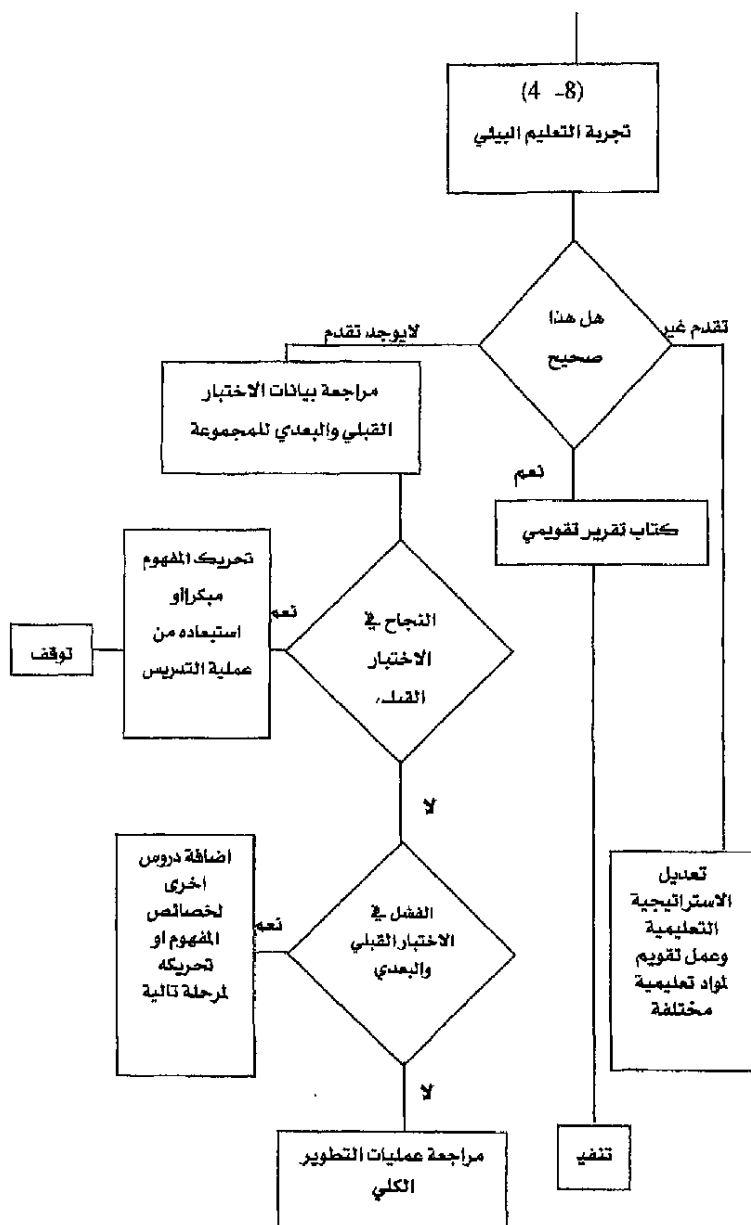 (8- 4)
تجربة التعليم البيئي
هل هذا
صحيح
تقدم غير
لايوجد تقدم
مراجعة بيانات الاختبار
القبلي والبعدي للمجموعة
نعم
كتاب تقرير تقويمي
النجاح في
الاختبار
القبلي
نعم
تحريك المفهوم
مبكرااو
استبعاده من
عملية التدريس
توقف
لا
الفشل في
الاختبار القبلي
والبعدي
نعم
اضافة دروس
اخرى
لخصائص
المفهوم او
تحريكه
لمرحلة تالية
تعديل
الاستراتيجية
التعليمية
وعمل تقويم
لمواد تعليمية
مختلفة
لا
مراجعة عمليات التطوير
الكلي
تنفيذ